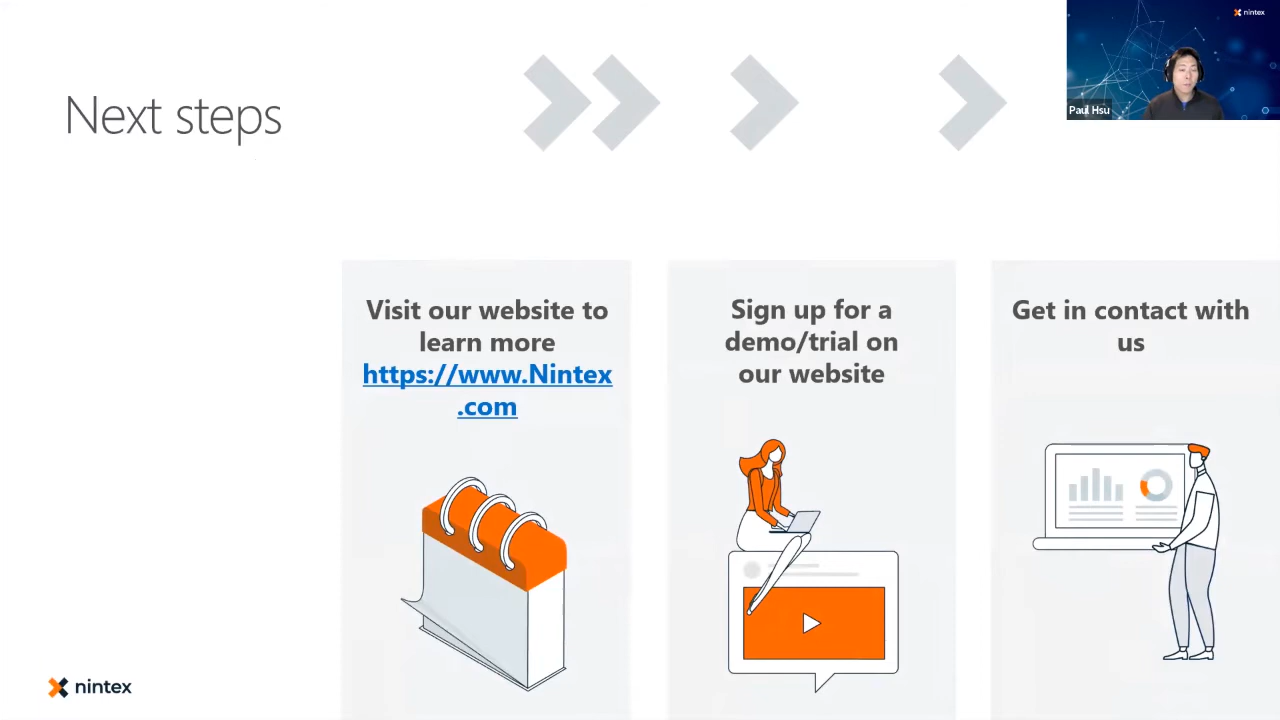 nintex
Paul Hsu
Next steps
Visit our website to
learn more
https://www.Nintex
.com
Sign up for a
demo/trial on
our website
Get in contact with
us
nintex